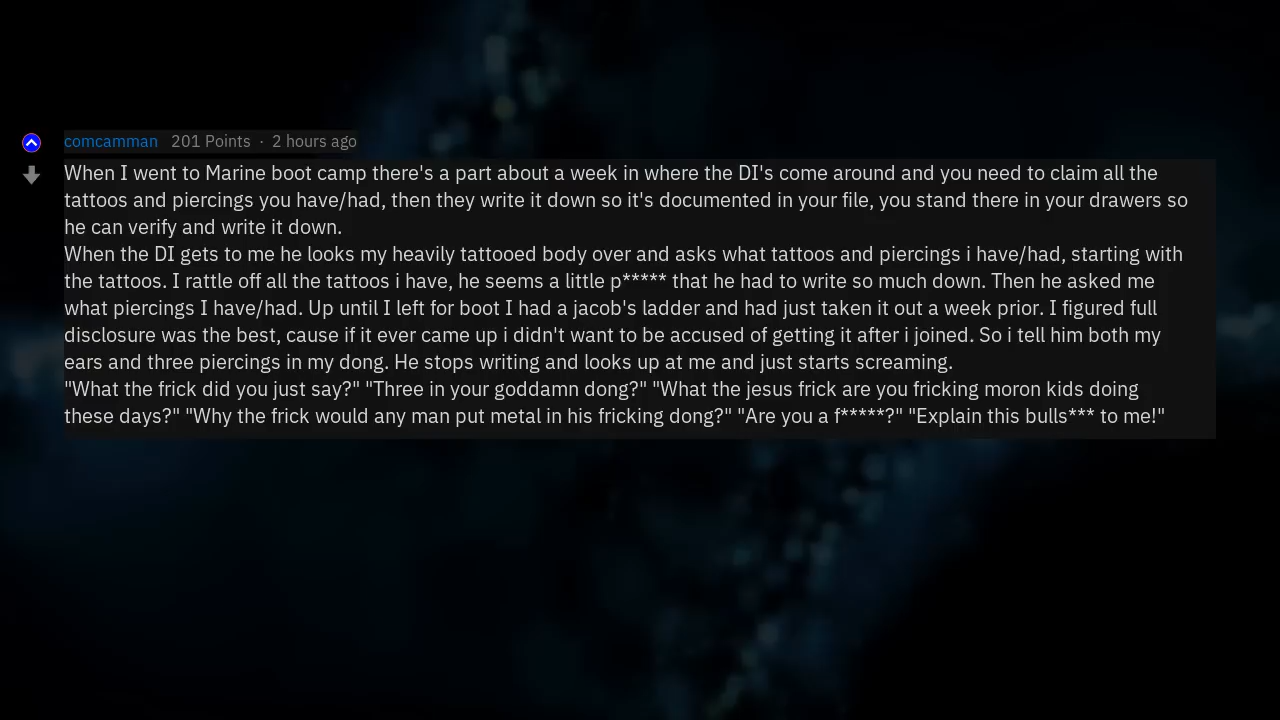 comcamman 201 Points · 2 hours ago
When I went to Marine boot camp there's a part about a week in where the DI's come around and you need to claim all the
tattoos and piercings you have/had, then they write it down so it's documented in your file, you stand there in your drawers so
he can verify and write it down.
When the DI gets to me he looks my heavily tattooed body over and asks what tattoos and piercings i have/had, starting with
the tattoos. I rattle off all the tattoos i have, he seems a little p***** that he had to write so much down. Then he asked me
what piercings I have/had. Up until I left for boot I had a jacob's ladder and had just taken it out a week prior. I figured full
disclosure was the best, cause if it ever came up i didn't want to be accused of getting it after i joined. So i tell him both my
ears and three piercings in my dong. He stops writing and looks up at me and just starts screaming.
"What the frick did you just say?" "Three in your goddamn dong?" "What the jesus frick are you fricking moron kids doing
these days?" "Why the frick would any man put metal in his fricking dong?" "Are you a f*****?" "Explain this bulls*** to me!"